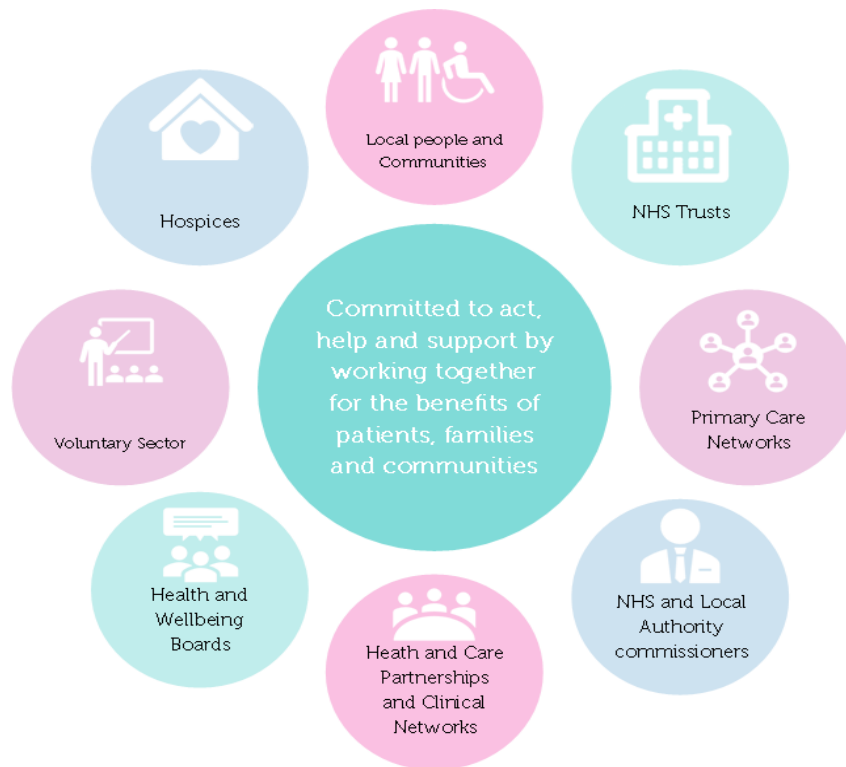 Local people and
Communities
NHS Trusts
Primary Care
Networks
NHS and Local
Authority
commissioners
Heath and Care
Partnerships
and Clinical
Networks
Health and
Wellbeing
Boards
Voluntary Sector
Hospices
Committed to act,
help and support by
working together
for the benefits of
patients, families
and communities